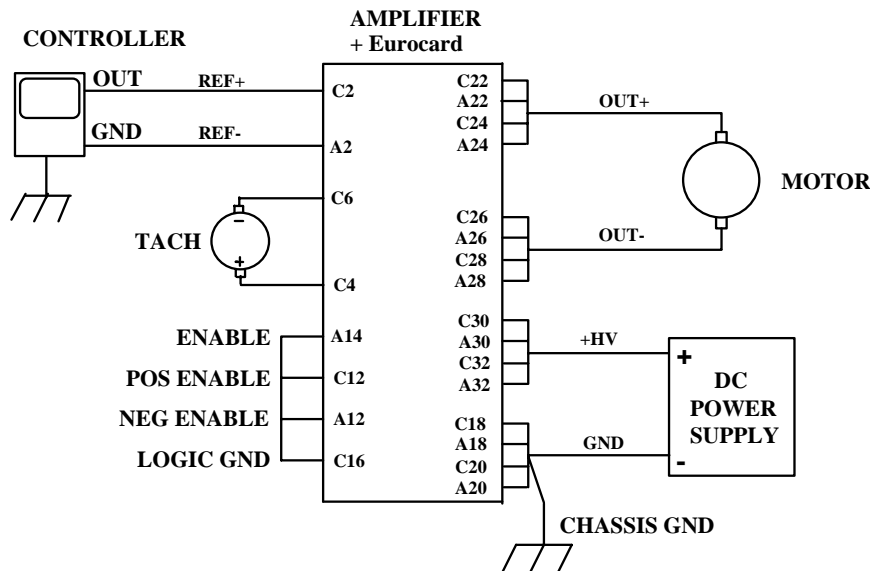 AMPLIFIER
+ Eurocard
CONTROLLER
OUT
REF+
C2
GND
REF-
A2
C6
−
TACH
+
C4
ENABLE
A14
POS ENABLE
C12
NEG ENABLE
A12
LOGIC GND
C16
C22
A22
OUT+
C24
A24
MOTOR
C26
A26
OUT-
C28
A28
C30
A30
+HV
C32
A32
+
DC
POWER
SUPPLY
-
C18
A18
GND
C20
A20
CHASSIS GND